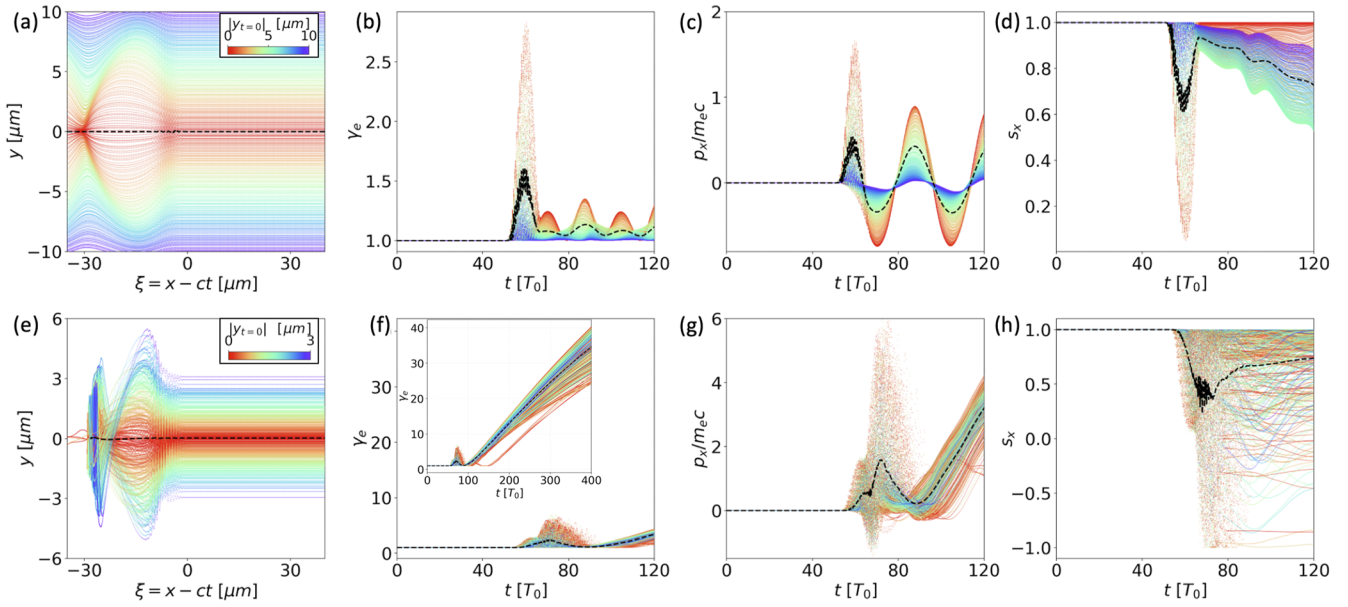 (a)
|y_{t=0}| [μm]
0 5 10
10
5
0
−5
−10
y [μm]
−30 0 30
ξ = x − ct [μm]
(b)
2.5
2.0
1.5
1.0
γ_e
0 40 80 120
t [T_0]
(c)
2
1
0
p_x/m_ec
0 40 80 120
t [T_0]
(d)
1.0
0.8
0.6
0.4
0.2
s_x
0 40 80 120
t [T_0]
(e)
|y_{t=0}| [μm]
0 3
6
3
0
−3
−6
y [μm]
−30 0 30
ξ = x − ct [μm]
(f)
40
30
20
10
0
γ_e
0 100 200 300 400
t [T_0]
40
30
20
10
0
γ_e
0 40 80 120
t [T_0]
(g)
6
4
2
0
p_x/m_ec
0 40 80 120
t [T_0]
(h)
1.0
0.5
0.0
−0.5
−1.0
s_x
0 40 80 120
t [T_0]